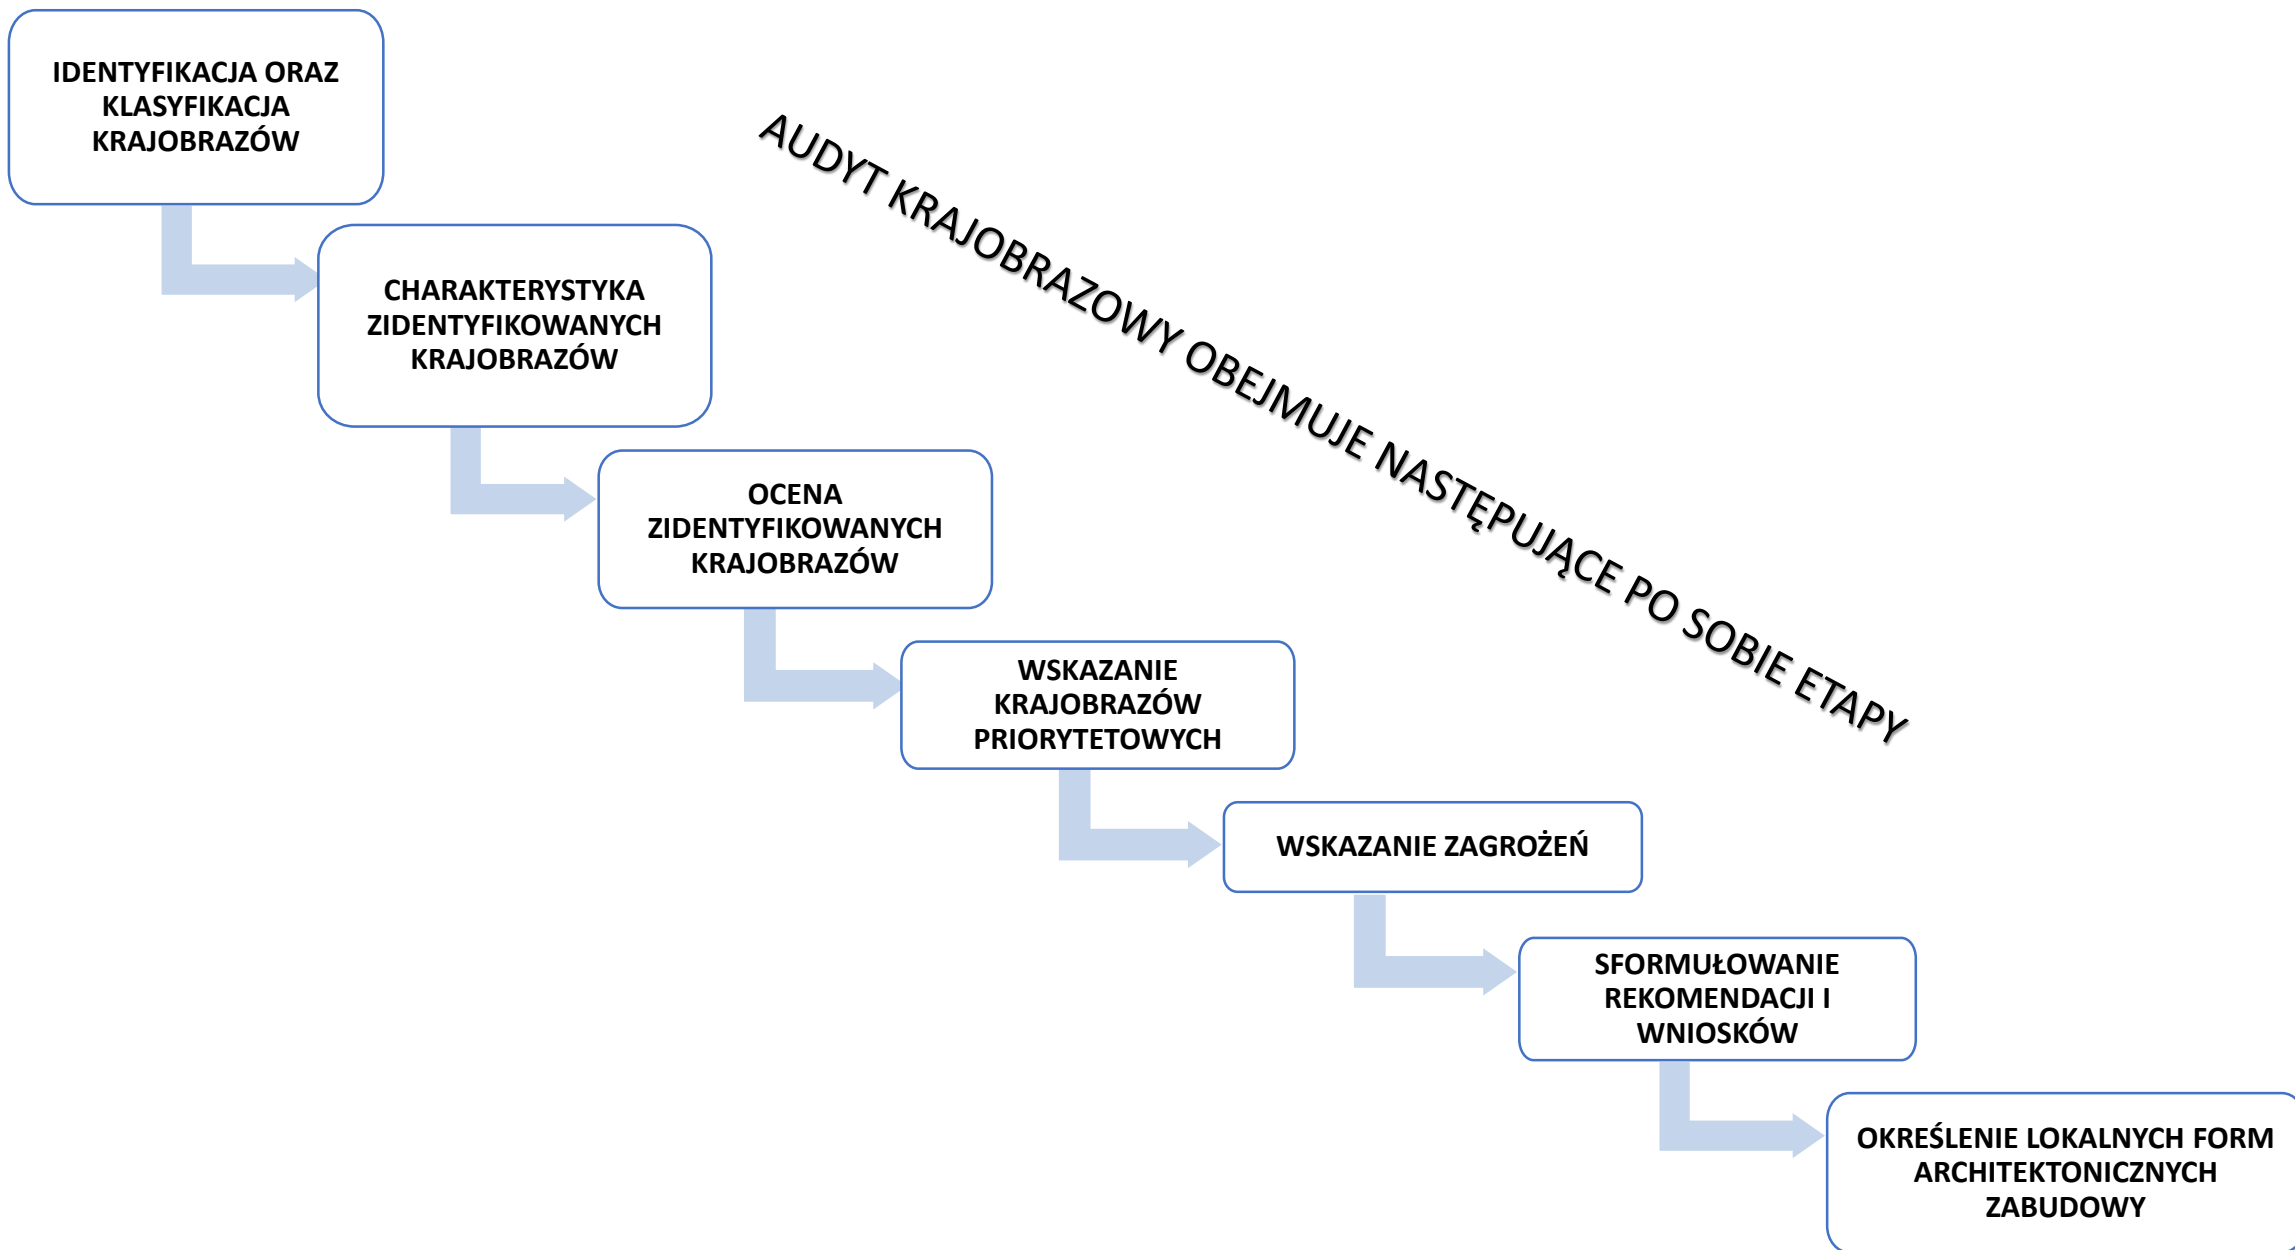 IDENTYFIKACJA ORAZ
KLASYFIKACJA
KRAJOBRAZÓW
AUDYT KRAJOBRAZOWY OBEJMUJE NASTĘPUJĄCE PO SOBIE ETAPY
CHARAKTERYSTYKA
ZIDENTYFIKOWANYCH
KRAJOBRAZÓW
OCENA
ZIDENTYFIKOWANYCH
KRAJOBRAZÓW
WSKAZANIE
KRAJOBRAZÓW
PRIORYTETOWYCH
WSKAZANIE ZAGROŻEŃ
SFORMUŁOWANIE
REKOMENDACJI I
WNIOSKÓW
OKREŚLENIE LOKALNYCH FORM
ARCHITEKTONICZNYCH
ZABUDOWY